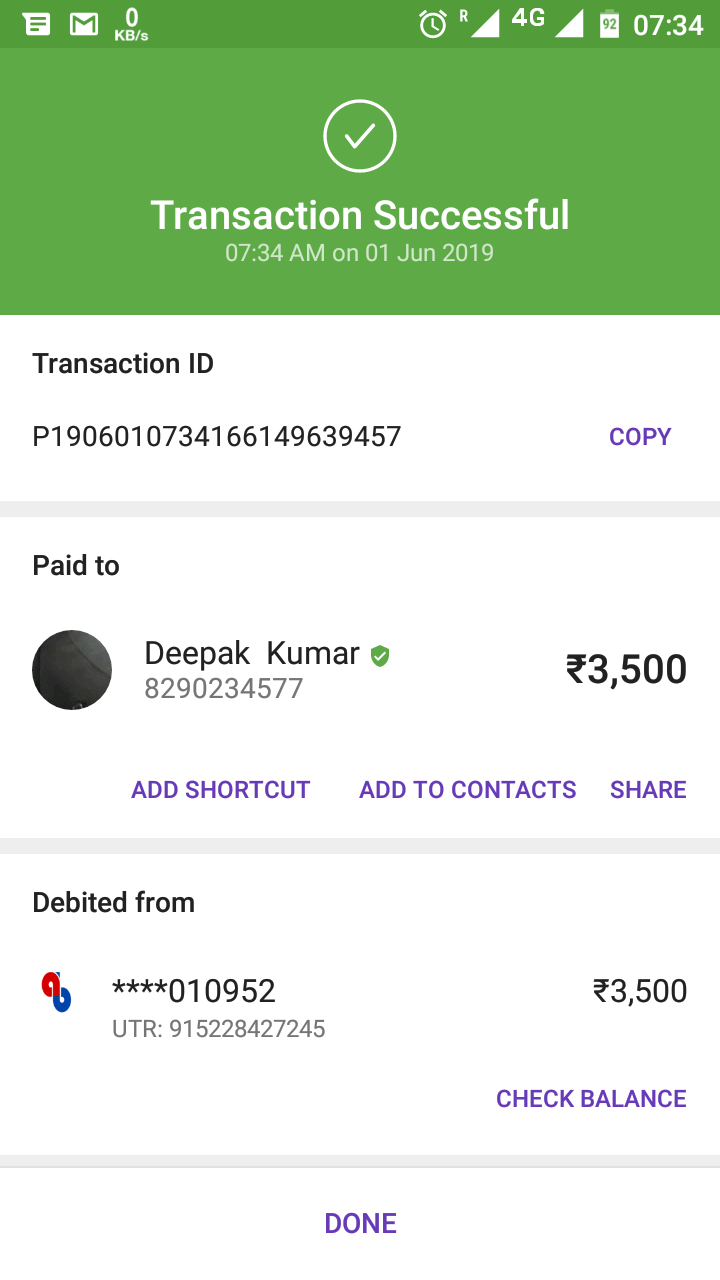 0
KB/s
R
4G
92
07:34
Transaction Successful
07:34 AM on 01 Jun 2019
Transaction ID
P1906010734166149639457
COPY
Paid to
Deepak  Kumar
8290234577
₹3,500
ADD SHORTCUT
ADD TO CONTACTS
SHARE
Debited from
****010952
₹3,500
UTR: 915228427245
CHECK BALANCE
DONE